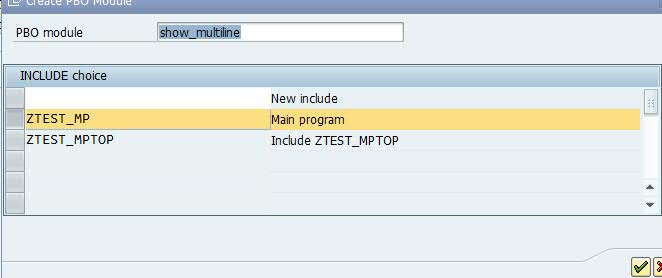 Create PBO Module
PBO module show_multiline
INCLUDE choice
New include
ZTEST_MP Main program
ZTEST_MPTOP Include ZTEST_MPTOP